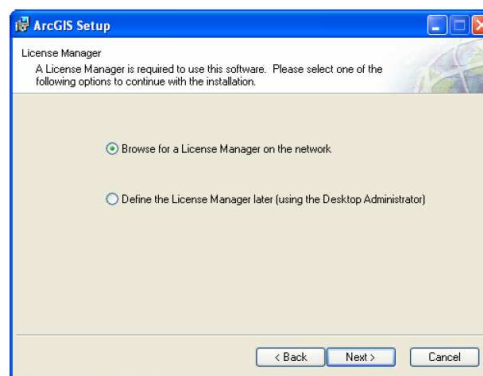 ArcGIS Setup
License Manager
A License Manager is required to use this software. Please select one of the
following options to continue with the installation.
Browse for a License Manager on the network
Define the License Manager later (using the Desktop Administrator)
< Back
Next >
Cancel